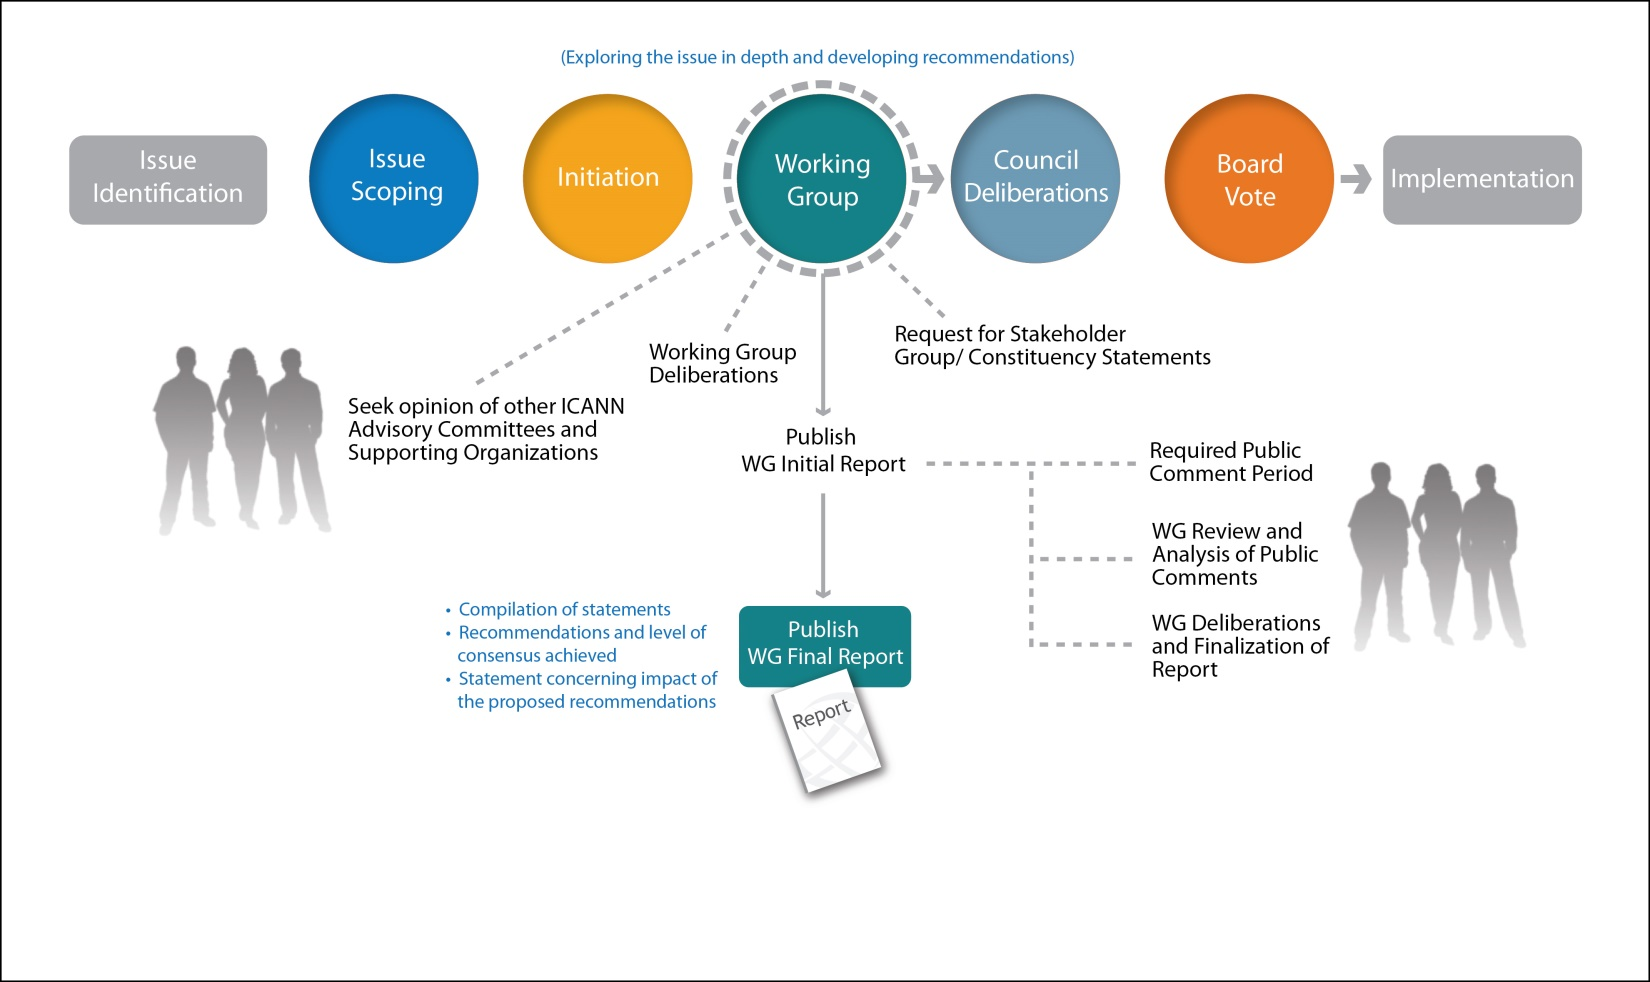 (Exploring the issue in depth and developing recommendations)
Issue
Identification
Issue
Scoping
Initiation
Working
Group
Council
Deliberations
Board
Vote
Implementation
Seek opinion of other ICANN
Advisory Committees and
Supporting Organizations
Working Group
Deliberations
Request for Stakeholder
Group/ Constituency Statements
Publish
WG Initial Report
Required Public
Comment Period
WG Review and
Analysis of Public
Comments
WG Deliberations
and Finalization of
Report
• Compilation of statements
• Recommendations and level of
consensus achieved
• Statement concerning impact of
the proposed recommendations
Publish
WG Final Report
Report